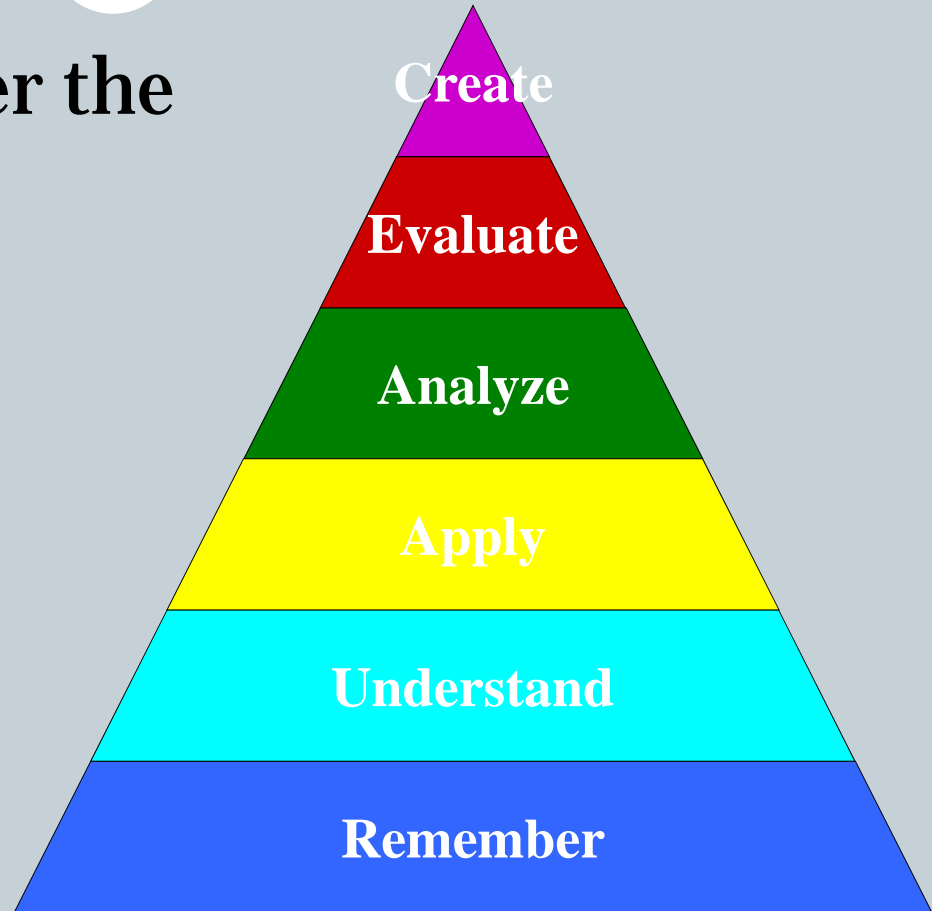 Create
er the
Evaluate
Analyze
Apply
Understand
Remember